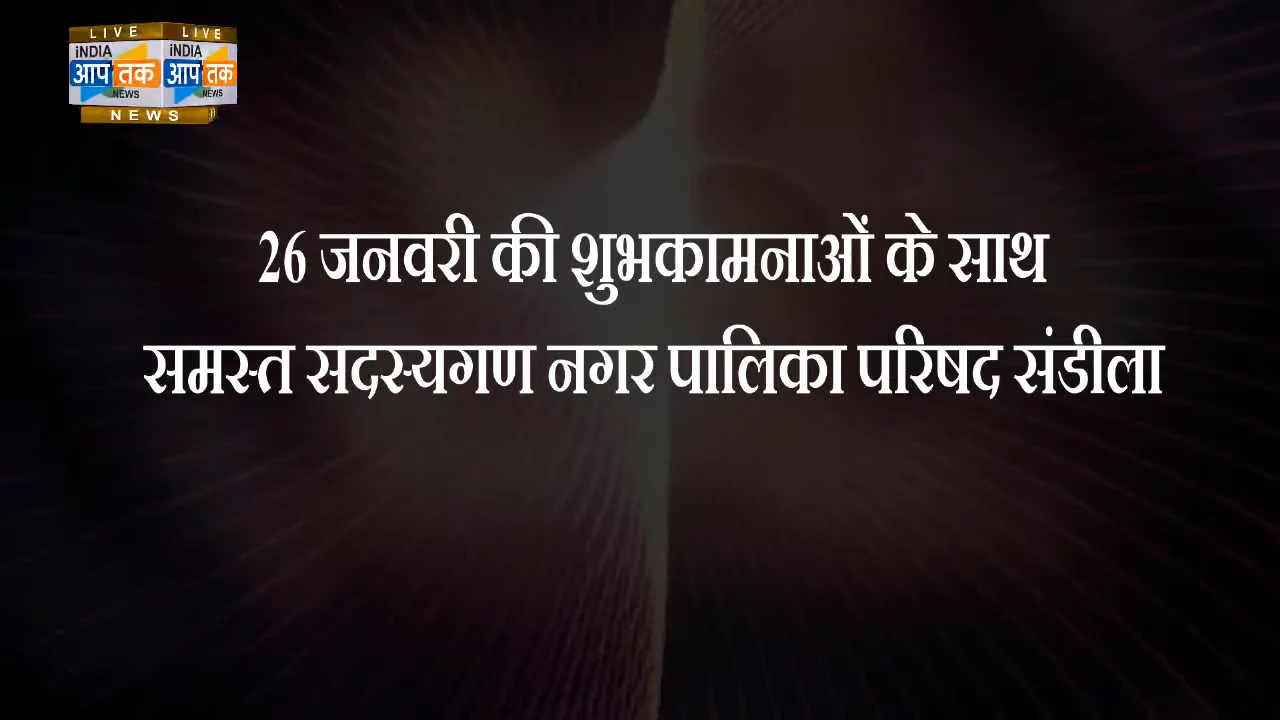 LIVE LIVE
iNDIA iNDIA
आप तक आप तक
NEWS NEWS
NEWS
26 जनवरी की शुभकामनाओं के साथ
समस्त सदस्यगण नगर पालिका परिषद संडीला